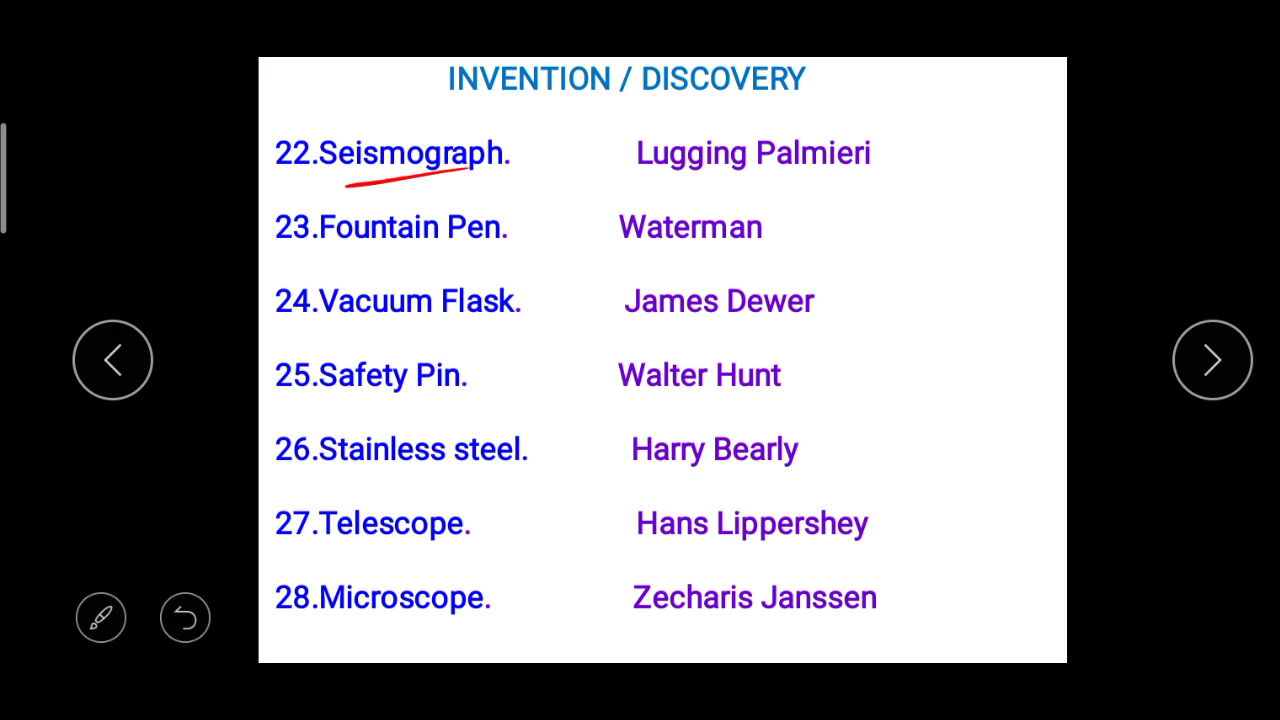 INVENTION / DISCOVERY
22.Seismograph. Lugging Palmieri
23.Fountain Pen. Waterman
24.Vacuum Flask. James Dewer
25.Safety Pin. Walter Hunt
26.Stainless steel. Harry Bearly
27.Telescope. Hans Lippershey
28.Microscope. Zecharis Janssen